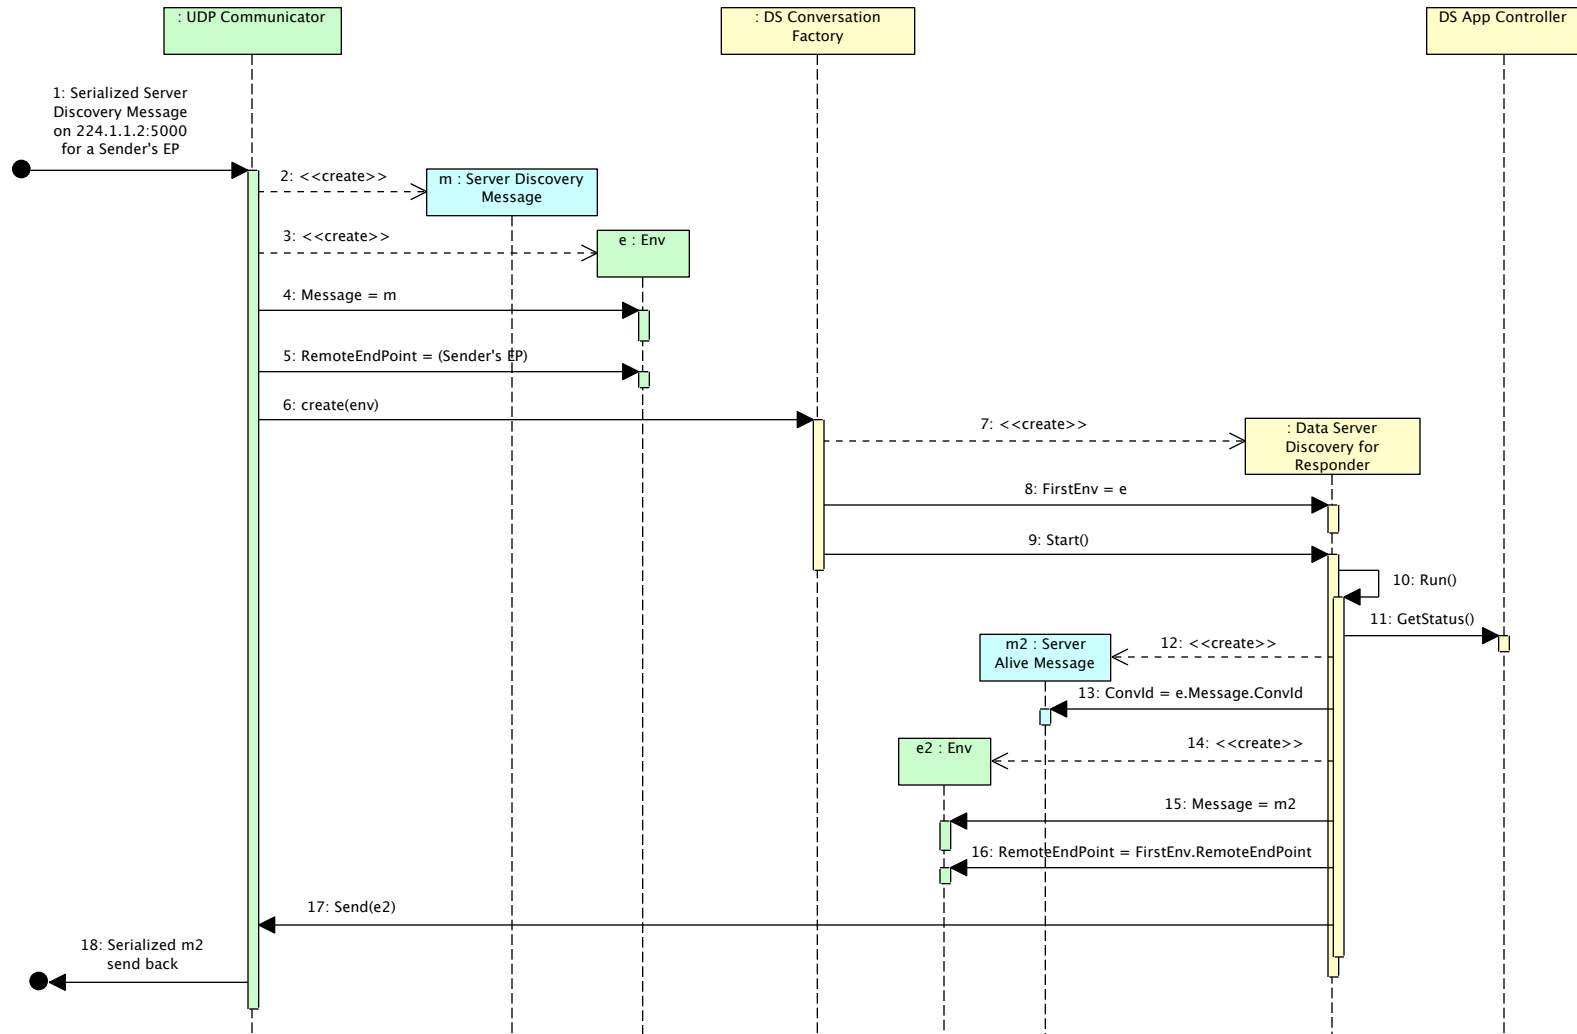 : UDP Communicator
: DS Conversation
Factory
DS App Controller
1: Serialized Server
Discovery Message
on 224.1.1.2:5000
for a Sender's EP
2: <<create>>
m : Server Discovery
Message
3: <<create>>
e : Env
4: Message = m
5: RemoteEndPoint = (Sender's EP)
6: create(env)
7: <<create>>
: Data Server
Discovery for
Responder
8: FirstEnv = e
9: Start()
10: Run()
11: GetStatus()
m2 : Server
Alive Message
12: <<create>>
13: ConvId = e.Message.ConvId
e2 : Env
14: <<create>>
15: Message = m2
16: RemoteEndPoint = FirstEnv.RemoteEndPoint
17: Send(e2)
18: Serialized m2
send back